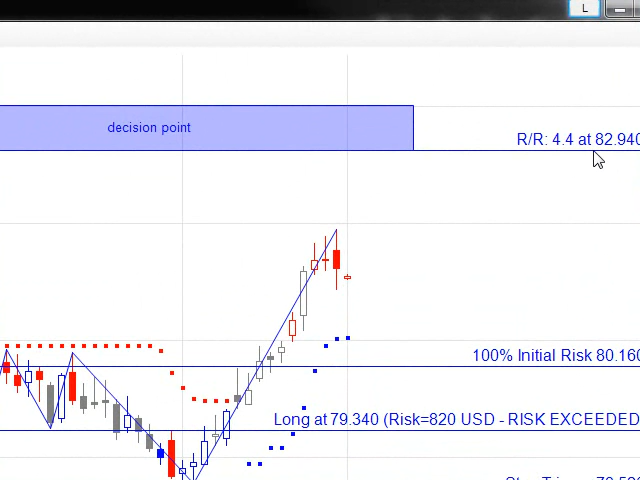 L
decision point
R/R: 4.4 at 82.940
100% Initial Risk 80.160
Long at 79.340 (Risk=820 USD - RISK EXCEEDED